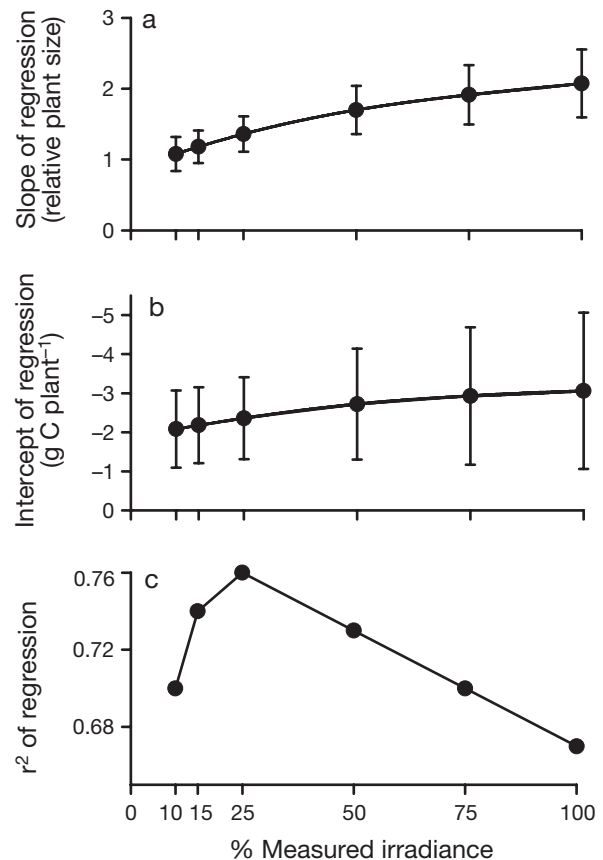 a
Slope of regression
(relative plant size)
3
2
1
0
b
Intercept of regression
(g C plant⁻¹)
–5
–4
–3
–2
–1
0
c
r² of regression
0.76
0.72
0.68
0 10 15 25 50 75 100
% Measured irradiance